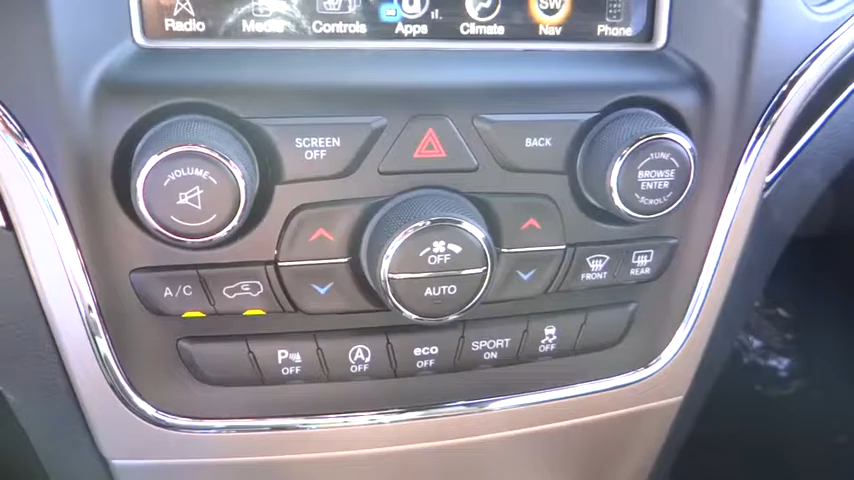 Radio Media Controls Apps Climate Nav Phone
SW
VOLUME
SCREEN
OFF
BACK
TUNE
BROWSE
ENTER
SCROLL
OFF
AUTO
A/C
FRONT
REAR
P OFF
A OFF
eco OFF
SPORT ON
OFF